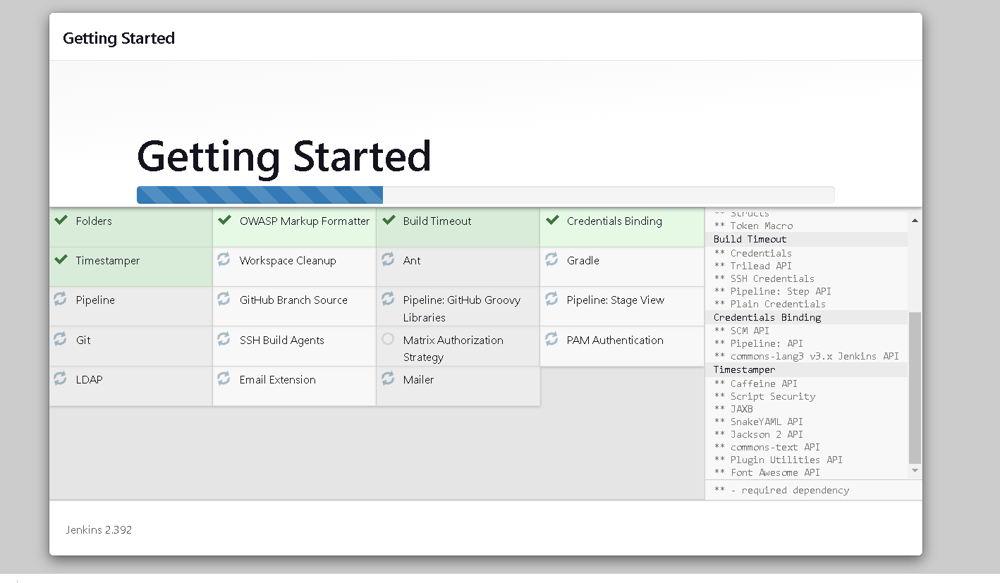 Getting Started
Getting Started
Folders
OWASP Markup Formatter
Build Timeout
Credentials Binding
Timestamper
Workspace Cleanup
Ant
Gradle
Pipeline
GitHub Branch Source
Pipeline: GitHub Groovy
Libraries
Pipeline: Stage View
Git
SSH Build Agents
Matrix Authorization
Strategy
PAM Authentication
LDAP
Email Extension
Mailer
** Structs
** Token Macro
Build Timeout
** Credentials
** Trilead API
** SSH Credentials
** Pipeline: Step API
** Plain Credentials
Credentials Binding
** SCM API
** Pipeline: API
** commons-lang3 v3.x Jenkins API
Timestamper
** Caffeine API
** Script Security
** JAXB
** SnakeYAML API
** Jackson 2 API
** commons-text API
** Plugin Utilities API
** Font Awesome API
** - required dependency
Jenkins 2.392